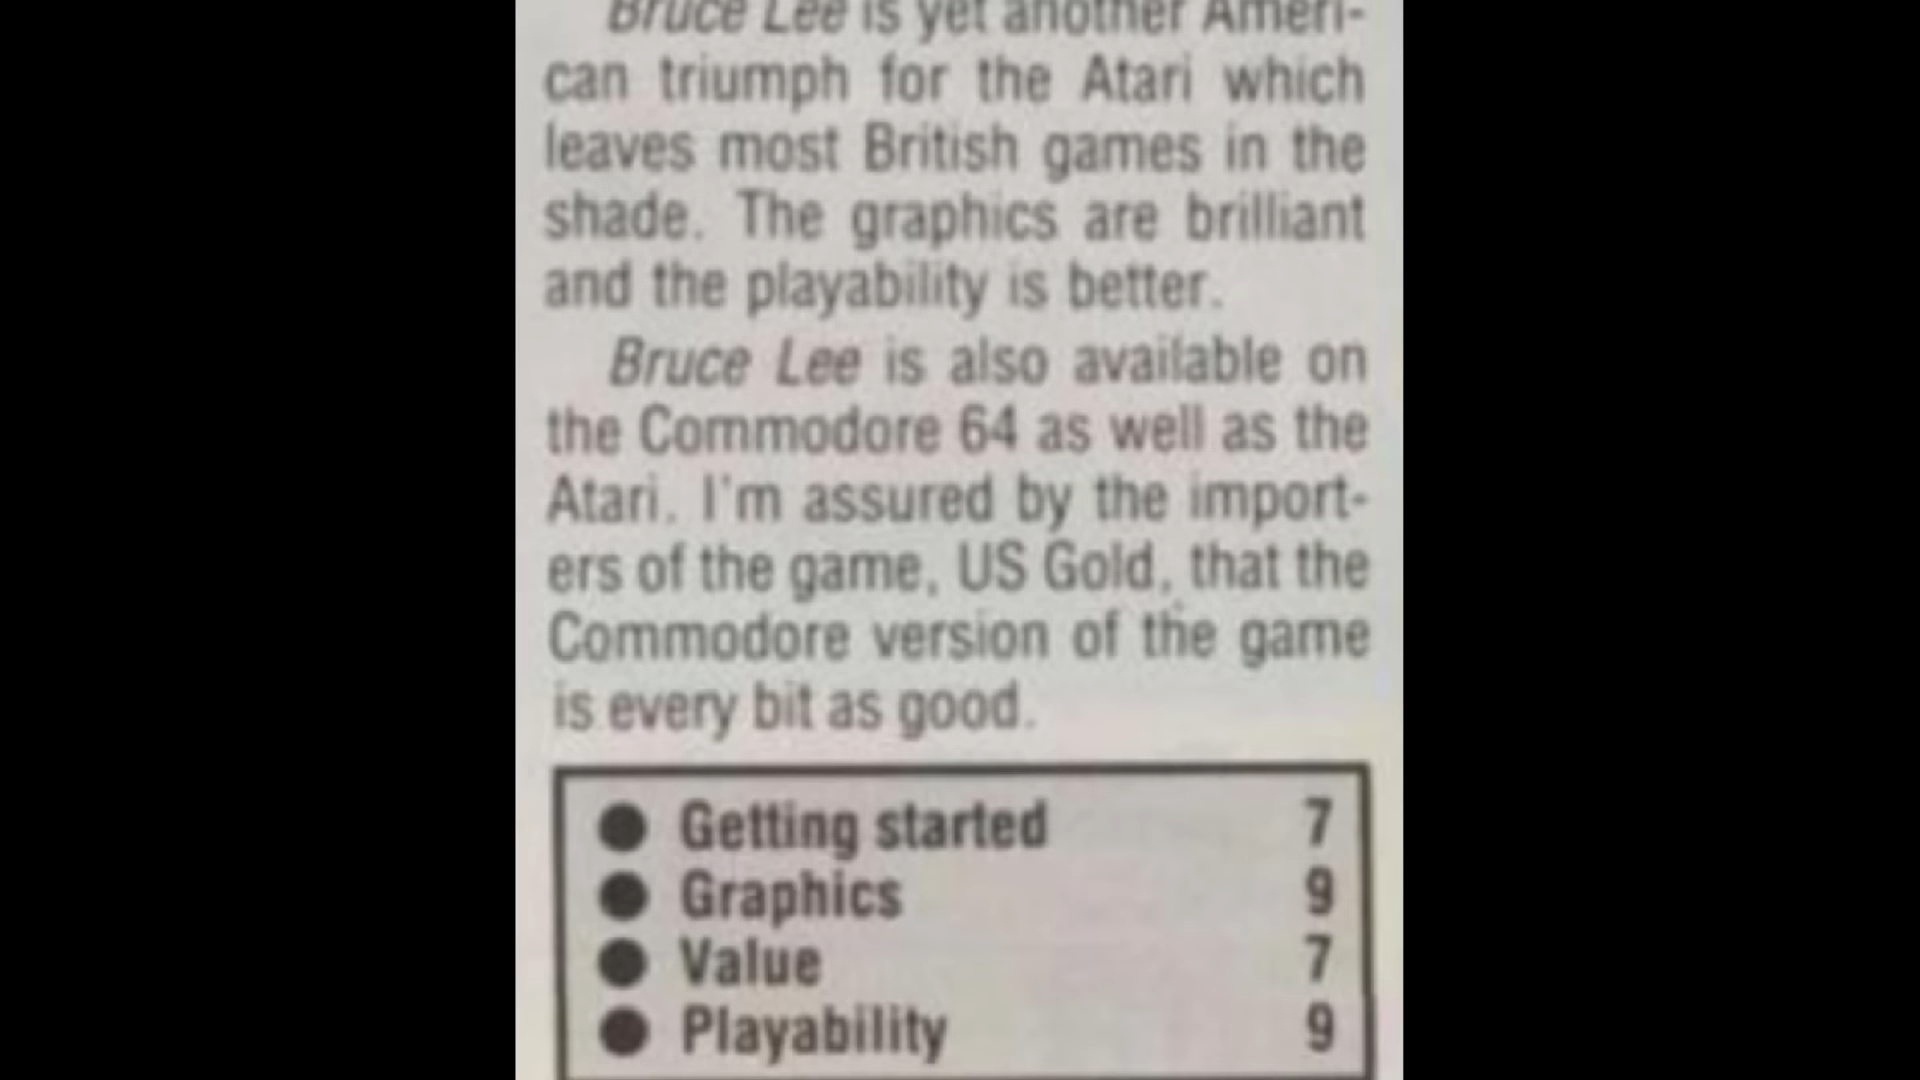 Bruce Lee is yet another Ameri-
can triumph for the Atari which
leaves most British games in the
shade. The graphics are brilliant
and the playability is better.
Bruce Lee is also available on
the Commodore 64 as well as the
Atari. I'm assured by the import-
ers of the game, US Gold, that the
Commodore version of the game
is every bit as good.
● Getting started 7
● Graphics 9
● Value 7
● Playability 9